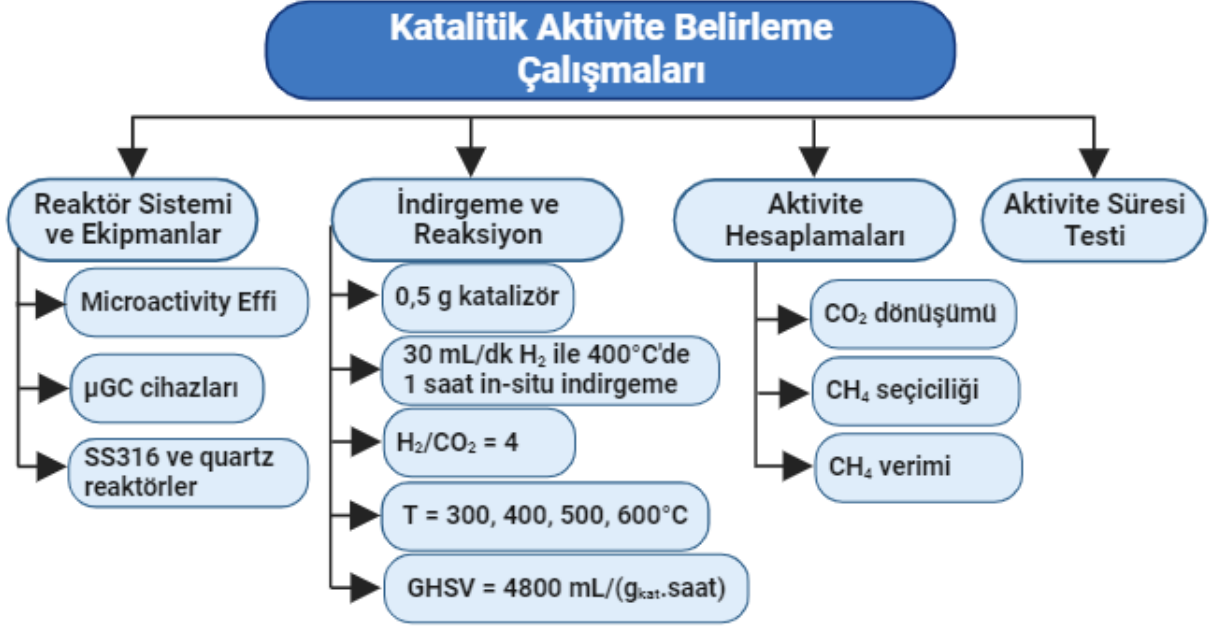 Katalitik Aktivite Belirleme
Çalışmaları
Reaktör Sistemi
ve Ekipmanlar
Microactivity Effi
µGC cihazları
SS316 ve quartz
reaktörler
İndirgeme ve
Reaksiyon
0,5 g katalizör
30 mL/dk H₂ ile 400°C'de
1 saat in-situ indirgeme
H₂/CO₂ = 4
T = 300, 400, 500, 600°C
GHSV = 4800 mL/(gₖₐₜ.saat)
Aktivite
Hesaplamaları
CO₂ dönüşümü
CH₄ seçiciliği
CH₄ verimi
Aktivite Süresi
Testi